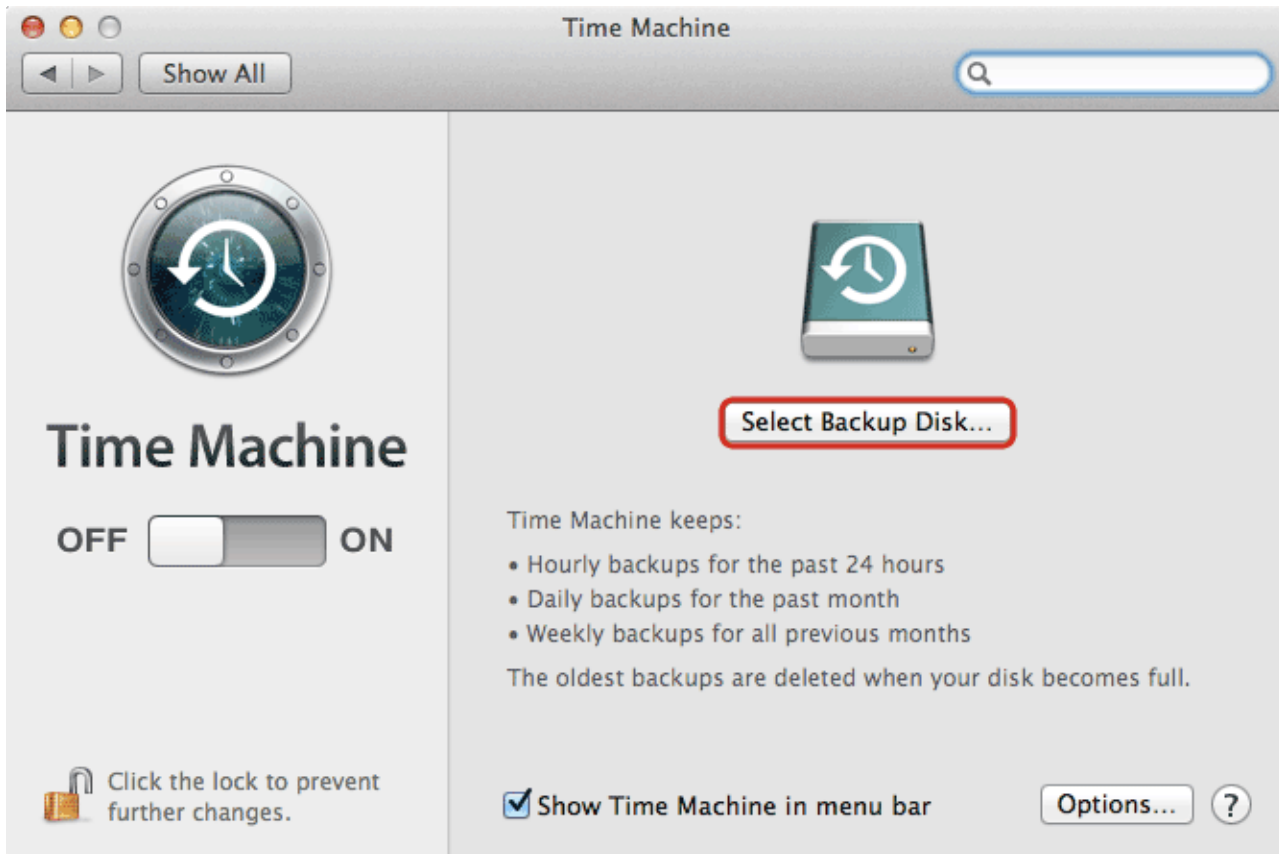 Time Machine
Show All
Time Machine
OFF ON
Select Backup Disk...
Time Machine keeps:
• Hourly backups for the past 24 hours
• Daily backups for the past month
• Weekly backups for all previous months
The oldest backups are deleted when your disk becomes full.
Click the lock to prevent
further changes.
Show Time Machine in menu bar
Options... ?